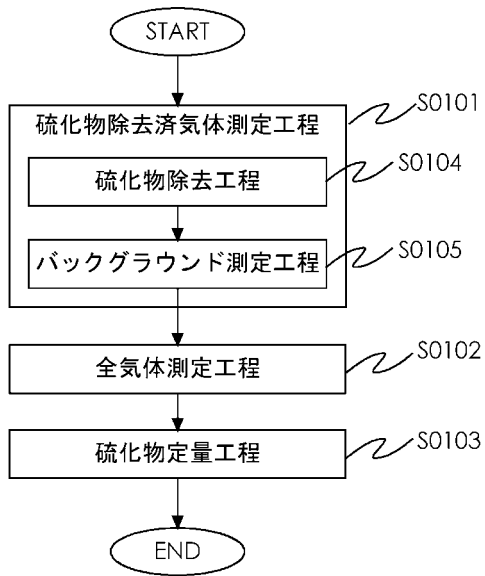 START
硫化物除去済気体測定工程
S0101
硫化物除去工程
S0104
バックグラウンド測定工程
S0105
全気体測定工程
S0102
硫化物定量工程
S0103
END